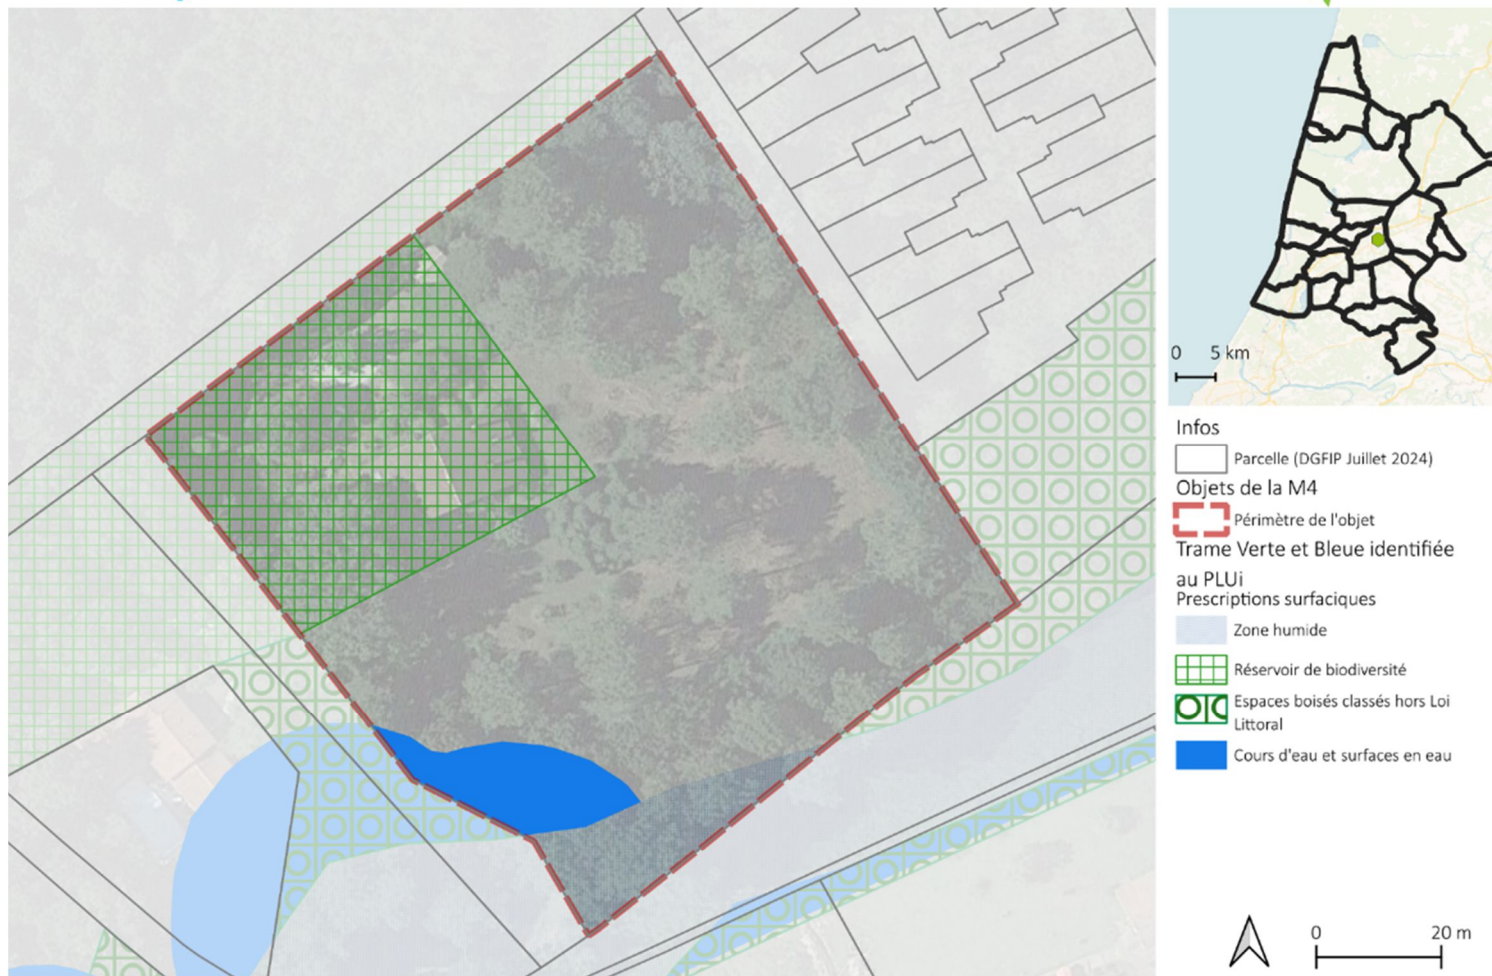 0 5 km
Infos
Parcelle (DGFIP Juillet 2024)
Objets de la M4
Périmètre de l'objet
Trame Verte et Bleue identifiée
au PLUi
Prescriptions surfaciques
Zone humide
Réservoir de biodiversité
Espaces boisés classés hors Loi
Littoral
Cours d'eau et surfaces en eau
0 20 m